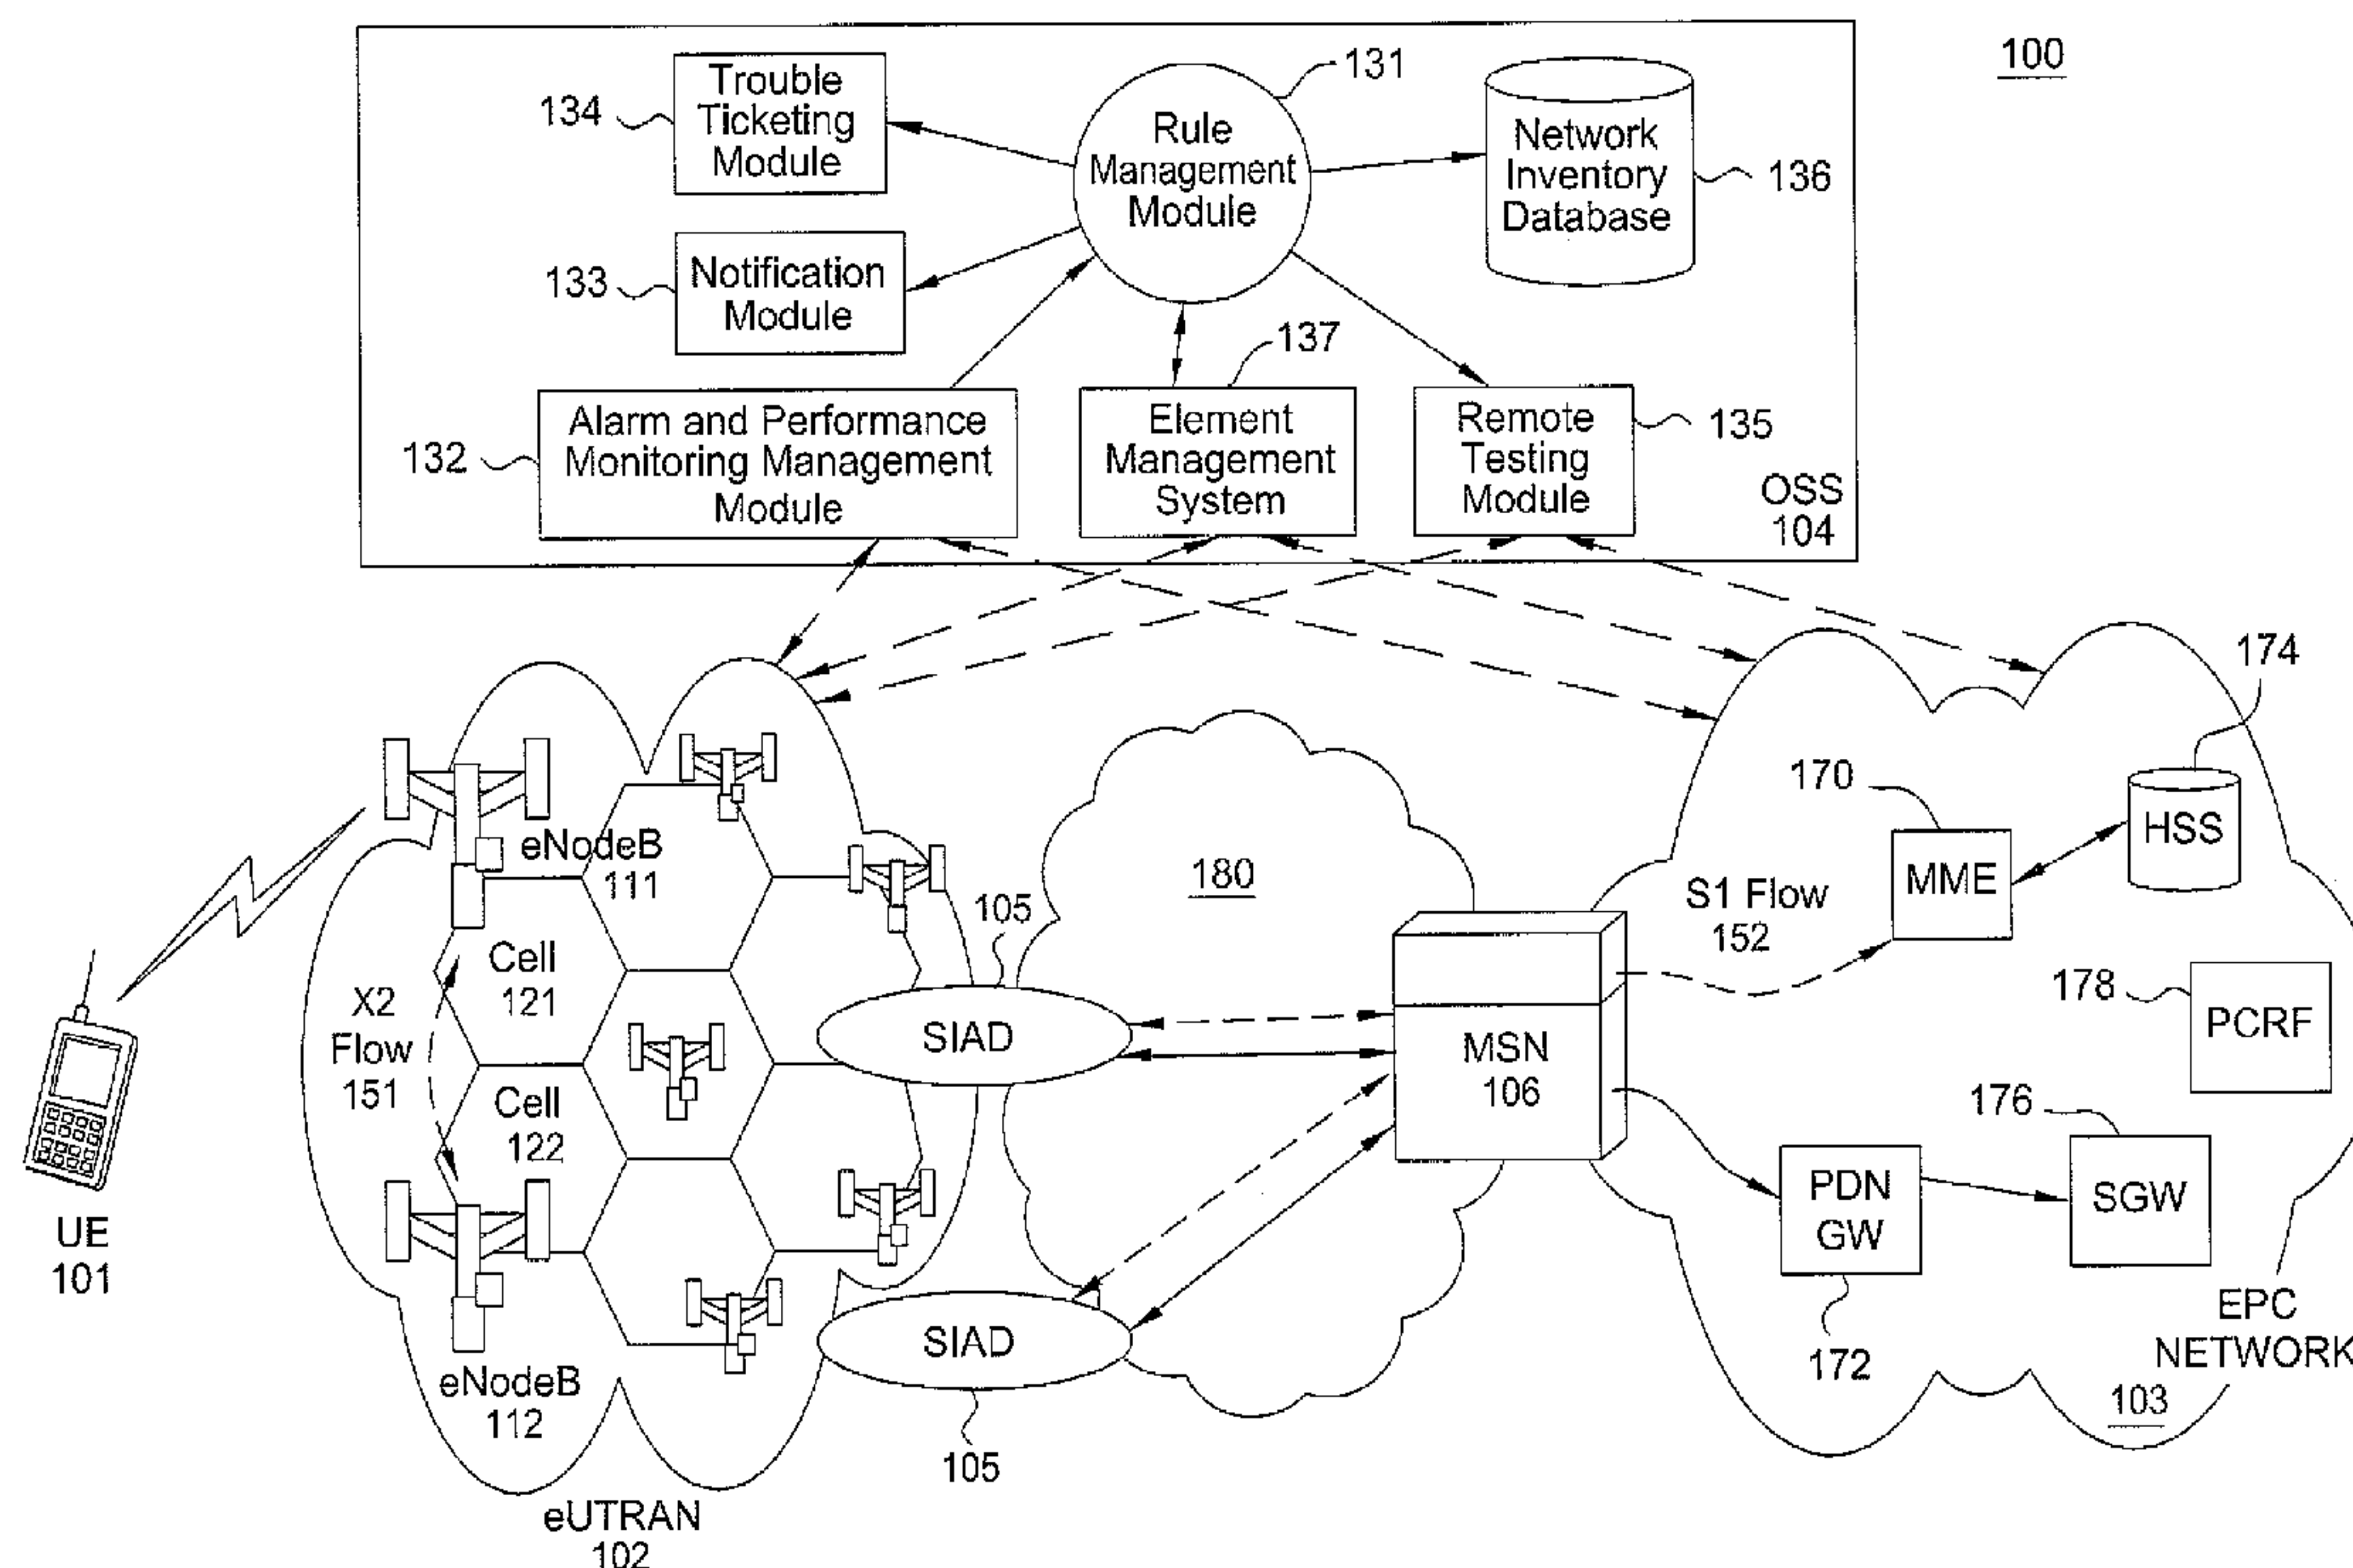 100
Trouble
Ticketing
Module
134
Rule
Management
Module
131
Network
Inventory
Database
136
133
Notification
Module
137
132
Alarm and Performance
Monitoring Management
Module
Element
Management
System
Remote
Testing
Module
135
OSS
104
174
170
HSS
MME
S1 Flow
152
178
PCRF
180
eNodeB
111
105
Cell
121
X2
Flow
151
SIAD
MSN
106
Cell
122
176
PDN
GW
SGW
UE
101
172
EPC
NETWORK
103
SIAD
eNodeB
112
105
eUTRAN
102